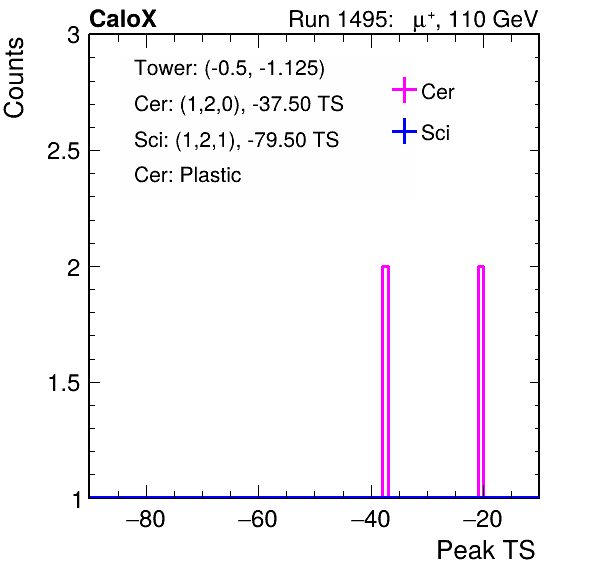 CaloX Run 1495: μ⁺, 110 GeV
Counts
3
2.5
2
1.5
1
Tower: (-0.5, -1.125)
Cer: (1,2,0), -37.50 TS
Sci: (1,2,1), -79.50 TS
Cer: Plastic
Cer
Sci
−80 −60 −40 −20
Peak TS